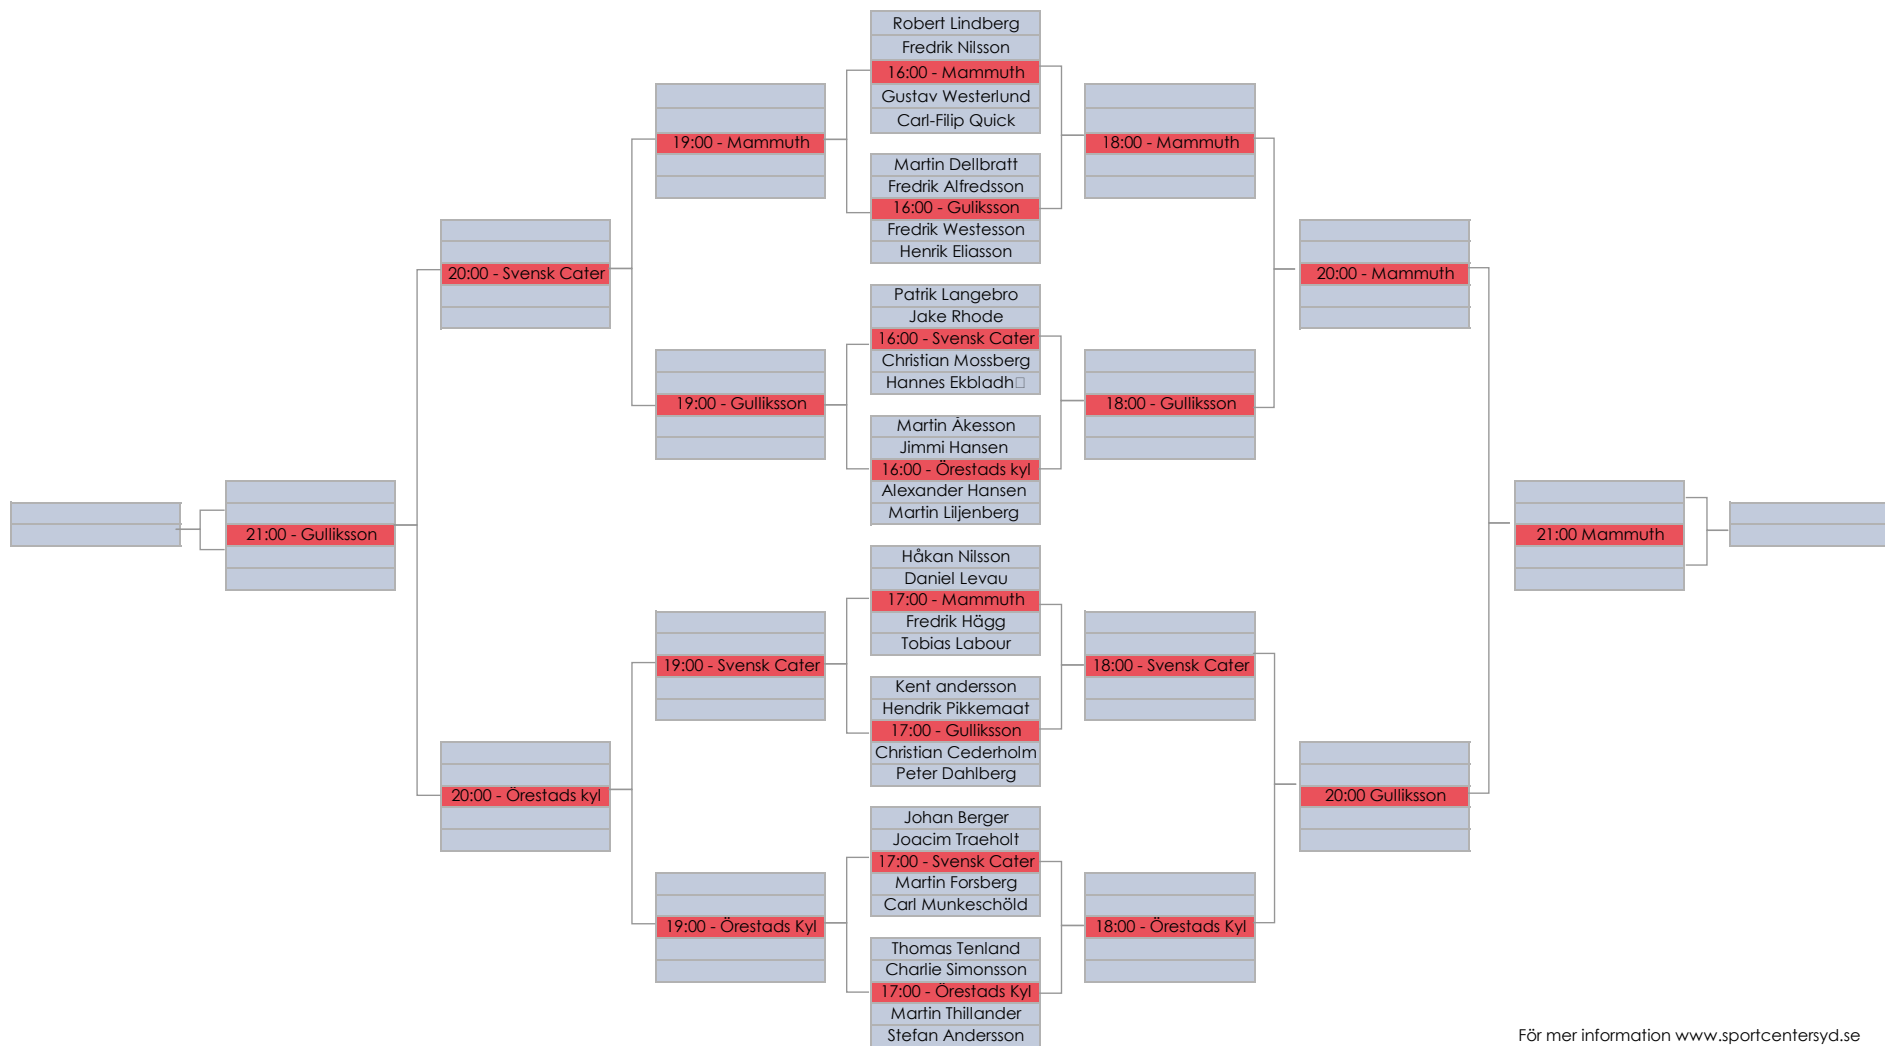 Robert Lindberg
Fredrik Nilsson
16:00 - Mammuth
Gustav Westerlund
Carl-Filip Quick
19:00 - Mammuth
18:00 - Mammuth
Martin Dellbratt
Fredrik Alfredsson
16:00 - Guliksson
Fredrik Westesson
Henrik Eliasson
20:00 - Svensk Cater
20:00 - Mammuth
Patrik Langebro
Jake Rhode
16:00 - Svensk Cater
Christian Mossberg
Hannes Ekbladh
19:00 - Gulliksson
18:00 - Gulliksson
Martin Åkesson
Jimmi Hansen
16:00 - Örestads kyl
Alexander Hansen
Martin Liljenberg
21:00 - Gulliksson
21:00 Mammuth
Håkan Nilsson
Daniel Levau
17:00 - Mammuth
Fredrik Hägg
Tobias Labour
19:00 - Svensk Cater
18:00 - Svensk Cater
Kent andersson
Hendrik Pikkemaat
17:00 - Gulliksson
Christian Cederholm
Peter Dahlberg
20:00 - Örestads kyl
20:00 Gulliksson
Johan Berger
Joacim Traeholt
17:00 - Svensk Cater
Martin Forsberg
Carl Munkeschöld
19:00 - Örestads Kyl
18:00 - Örestads Kyl
Thomas Tenland
Charlie Simonsson
17:00 - Örestads Kyl
Martin Thillander
Stefan Andersson
För mer information www.sportcentersyd.se